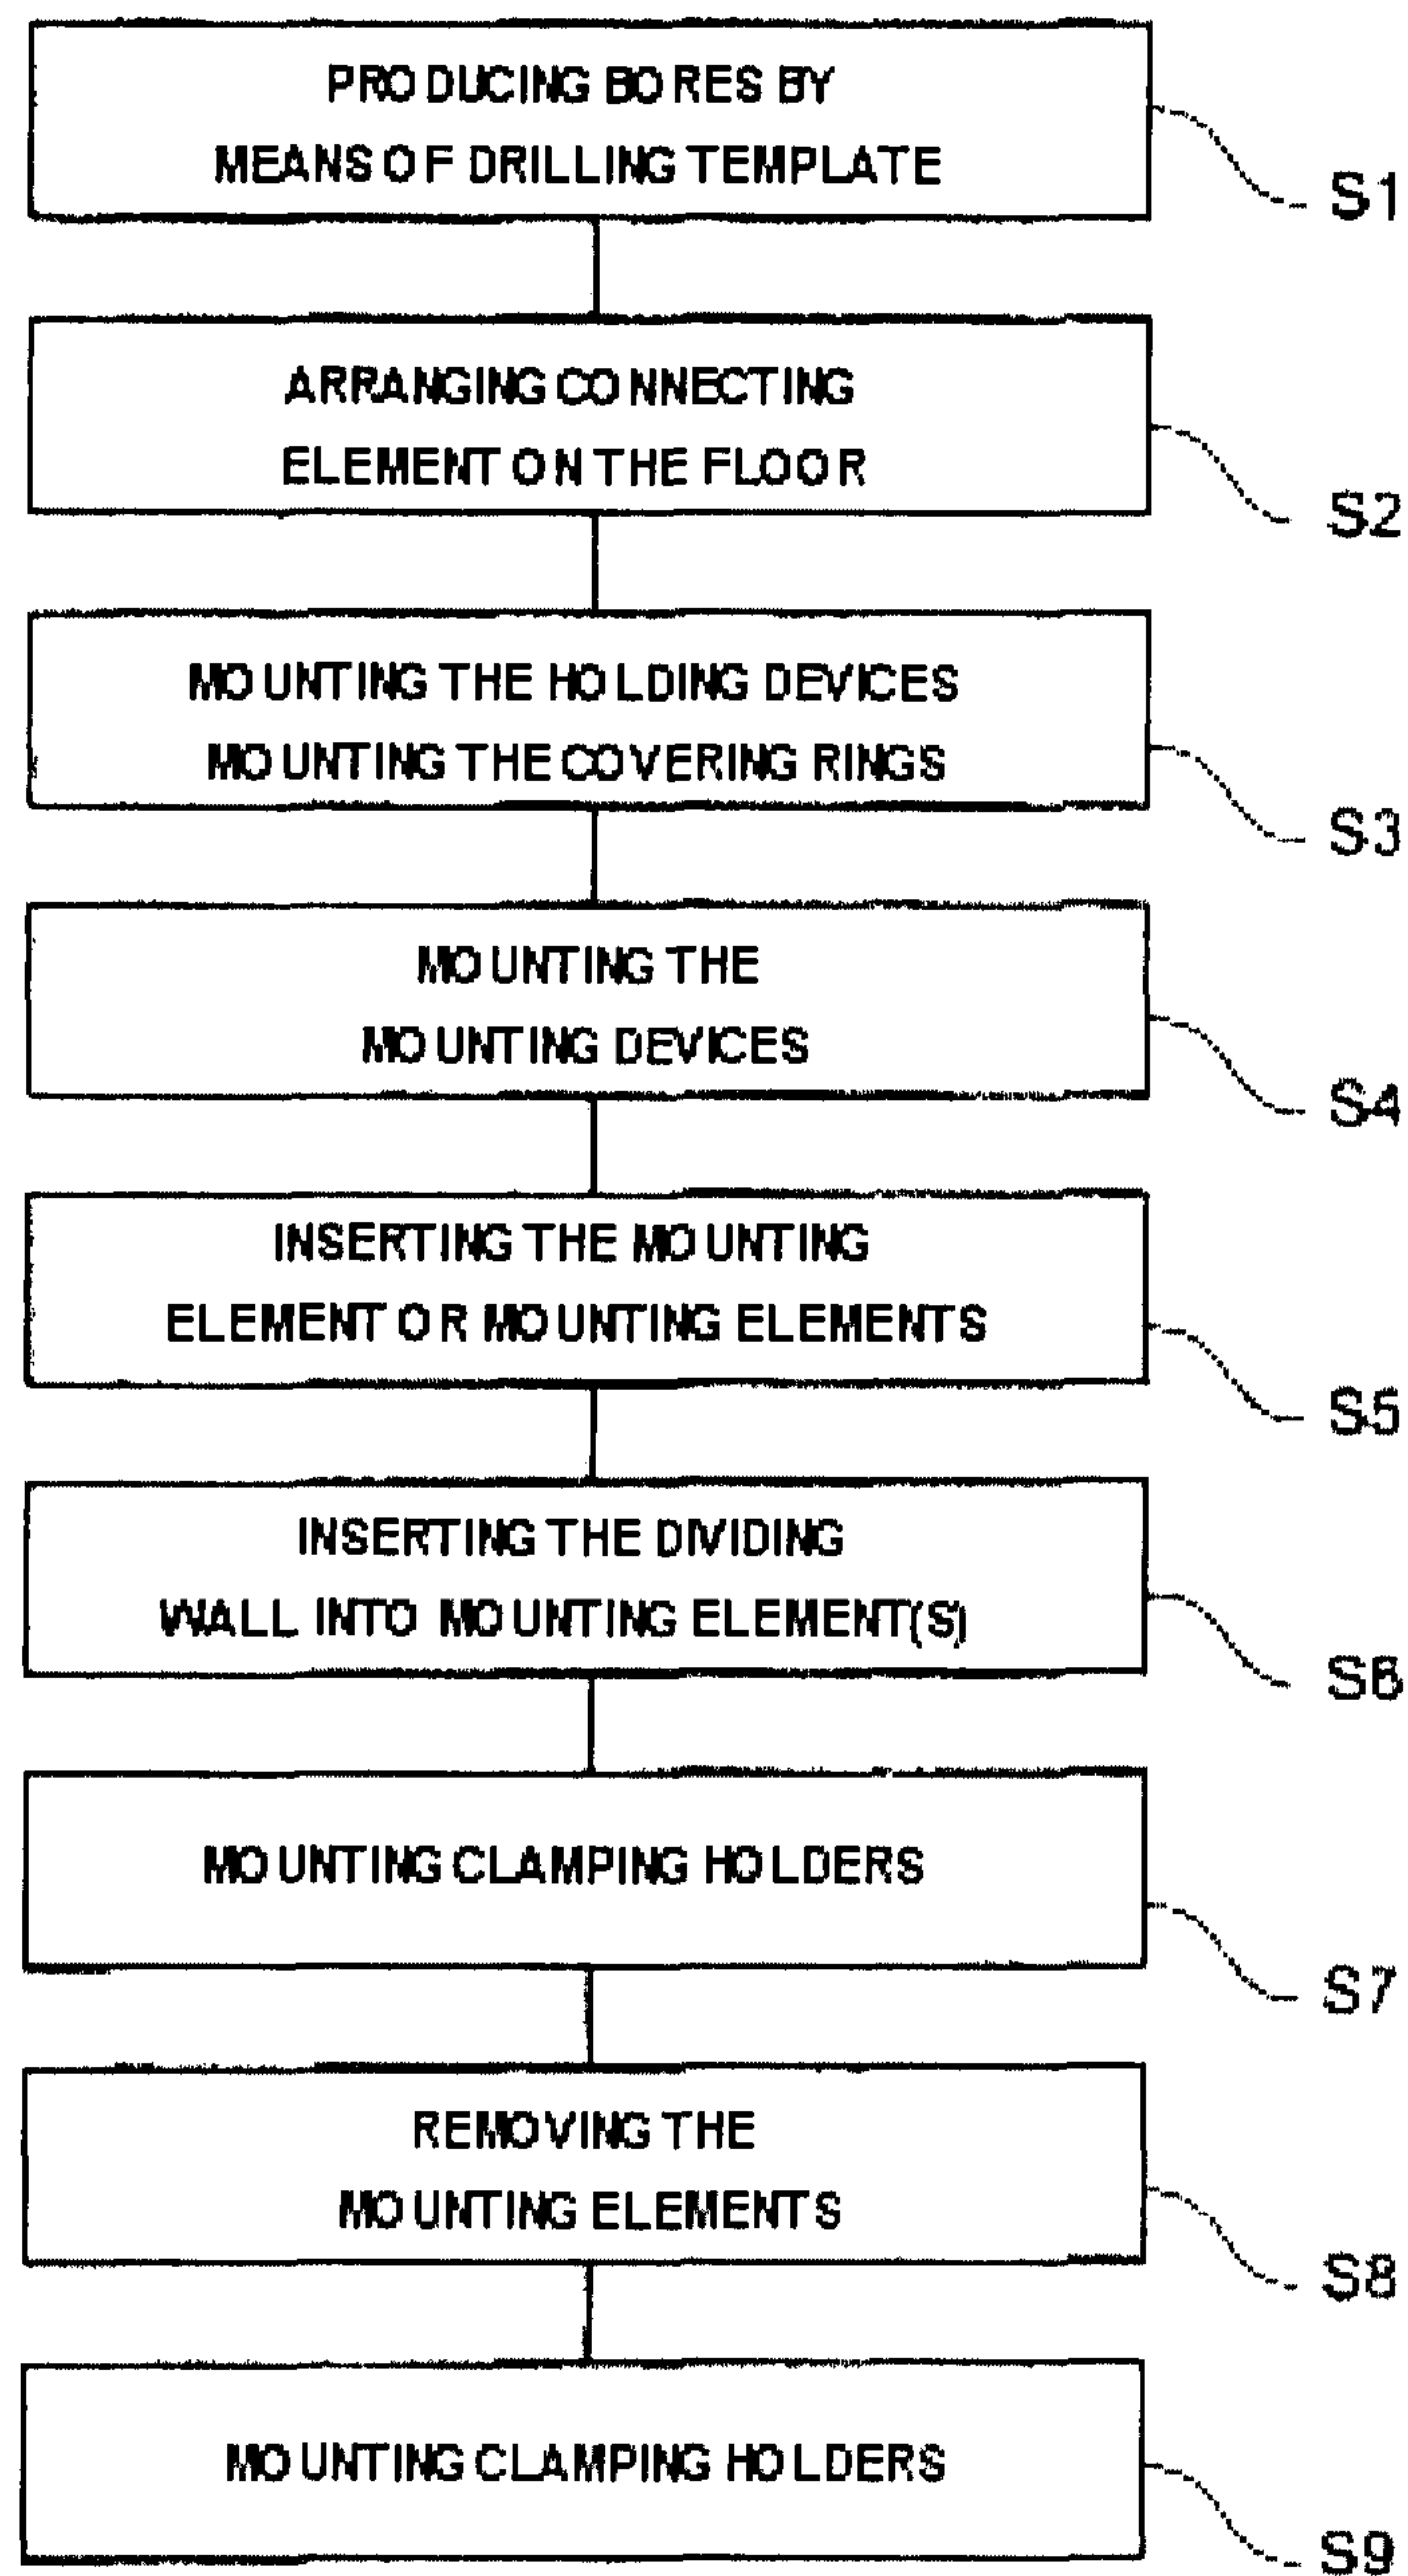 PRODUCING BORES BY
MEANS OF DRILLING TEMPLATE
S1
ARRANGING CONNECTING
ELEMENT ON THE FLOOR
S2
MOUNTING THE HOLDING DEVICES
MOUNTING THE COVERING RINGS
S3
MOUNTING THE
MOUNTING DEVICES
S4
INSERTING THE MOUNTING
ELEMENT OR MOUNTING ELEMENTS
S5
INSERTING THE DIVIDING
WALL INTO MOUNTING ELEMENT(S)
S6
MOUNTING CLAMPING HOLDERS
S7
REMOVING THE
MOUNTING ELEMENTS
S8
MOUNTING CLAMPING HOLDERS
S9